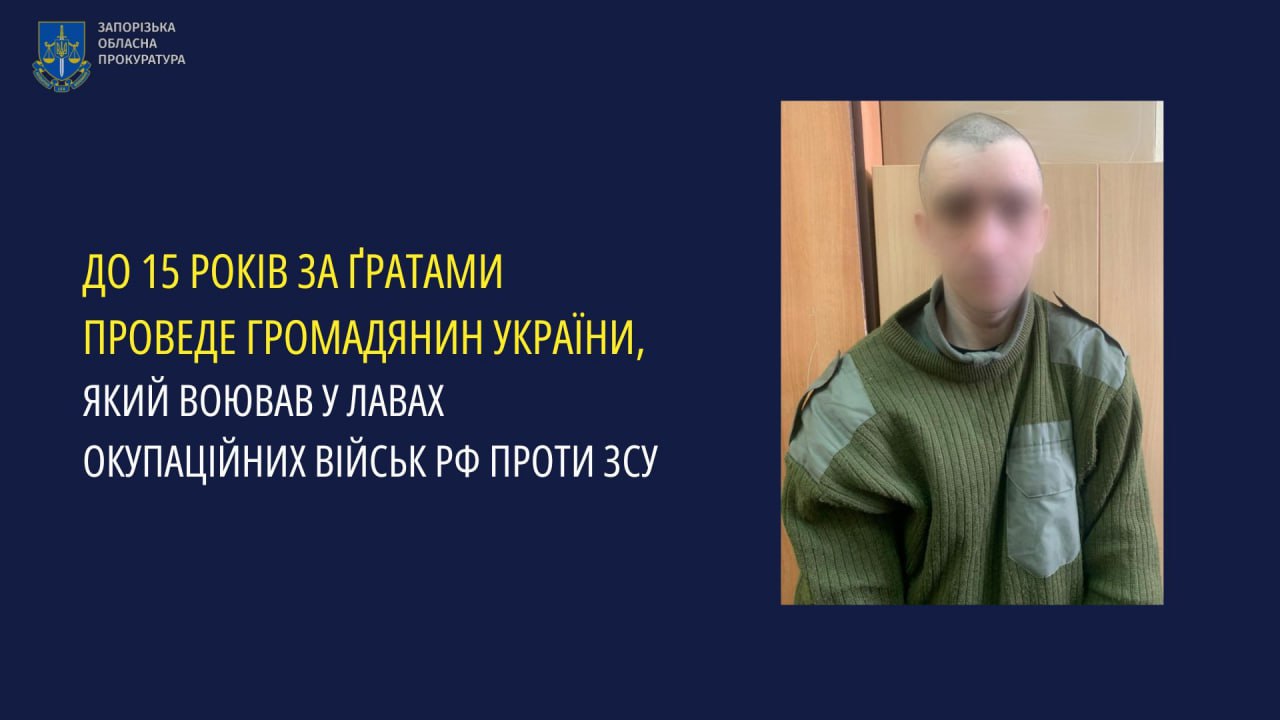 ЗАПОРІЗЬКА
ОБЛАСНА
ПРОКУРАТУРА
ДО 15 РОКІВ ЗА ҐРАТАМИ
ПРОВЕДЕ ГРОМАДЯНИН УКРАЇНИ,
ЯКИЙ ВОЮВАВ У ЛАВАХ
ОКУПАЦІЙНИХ ВІЙСЬК РФ ПРОТИ ЗСУ